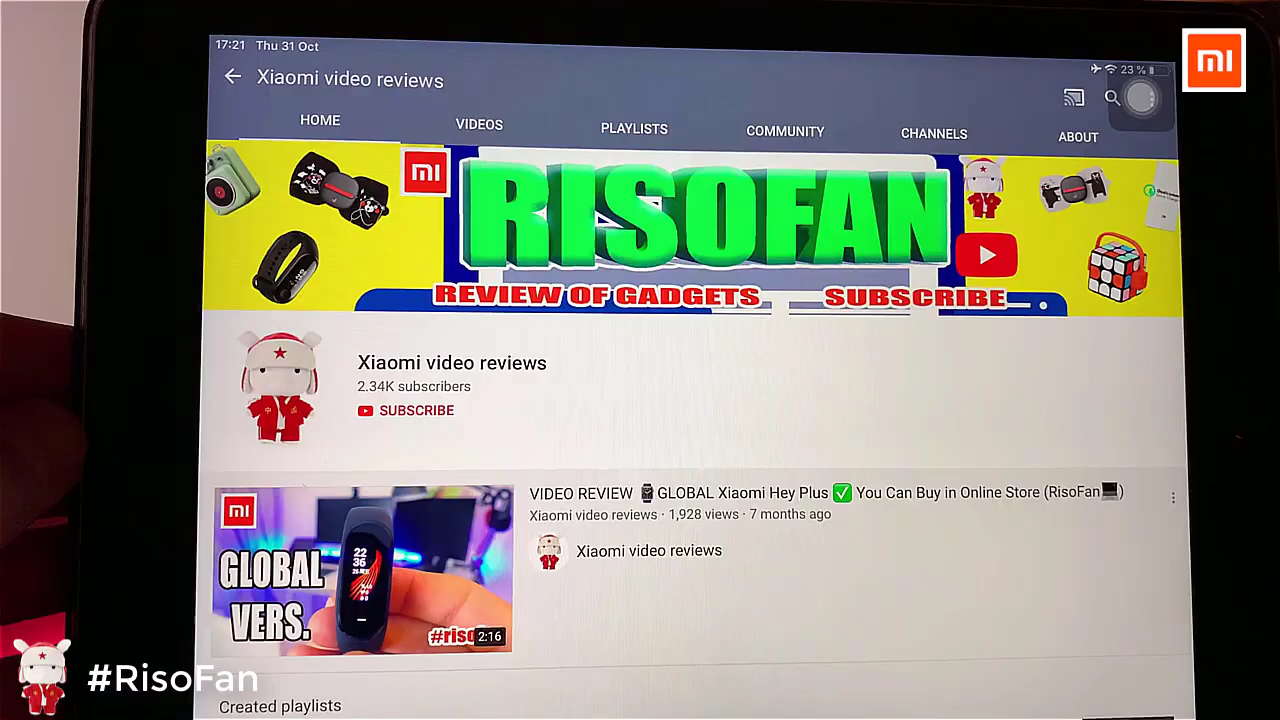 17:21 Thu 31 Oct
23 %
Xiaomi video reviews
HOME VIDEOS PLAYLISTS COMMUNITY CHANNELS ABOUT
mi
RISOFAN
REVIEW OF GADGETS SUBSCRIBE
Xiaomi video reviews
2.34K subscribers
SUBSCRIBE
VIDEO REVIEW ⌚GLOBAL Xiaomi Hey Plus ✅ You Can Buy in Online Store (RisoFan💻)
Xiaomi video reviews · 1,928 views · 7 months ago
Xiaomi video reviews
mi
GLOBAL
VERS.
22
36
#riso
2:16
Created playlists
mi
#RisoFan